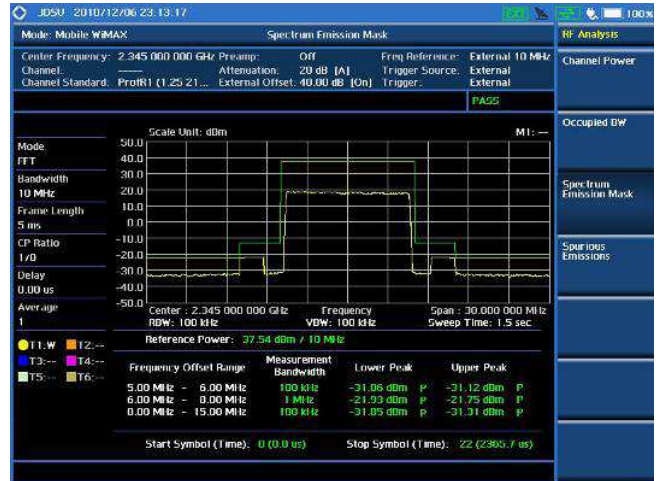 JDSU 2010/12/06 23:13:17 EXT 100%
Mode: Mobile WiMAX Spectrum Emission Mask
RF Analysis
Center Frequency: 2.345 000 000 GHz Preamp: Off Freq Reference: External 10 MHz
Channel: ---- Attenuation: 20 dB [A] Trigger Source: External
Channel Standard: External Offset: 40.00 dB [On] Trigger: External
PASS
Channel Power
Occupied BW
Spectrum
Emission Mask
Spurious
Emissions
Scale Unit: dBm M1: --
Mode
FFT
Bandwidth
10 MHz
Frame Length
5 ms
CP Ratio
Delay
0.00 us
Average
1
50.0
40.0
30.0
20.0
10.0
0.0
-10.0
-20.0
-30.0
-40.0
-50.0
Center : 2.345 000 000 GHz Frequency Span : 30.000 000 MHz
RBW: 100 kHz VBW: 100 kHz Sweep Time: 1.5 sec
T1:W T2:--
T3:-- T4:--
T5:-- T6:--
Reference Power: 37.54 dBm / 10 MHz
Frequency Offset Range Measurement Bandwidth Lower Peak Upper Peak
5.00 MHz - 6.00 MHz 100 kHz -31.06 dBm P -31.12 dBm P
6.00 MHz - MHz 1 MHz -21.93 dBm P -21.75 dBm P
MHz - 15.00 MHz 100 kHz dBm P -31.31 dBm P
Start Symbol (Time): 0 (0.0 us) Stop Symbol (Time): 22 (2365.7 us)